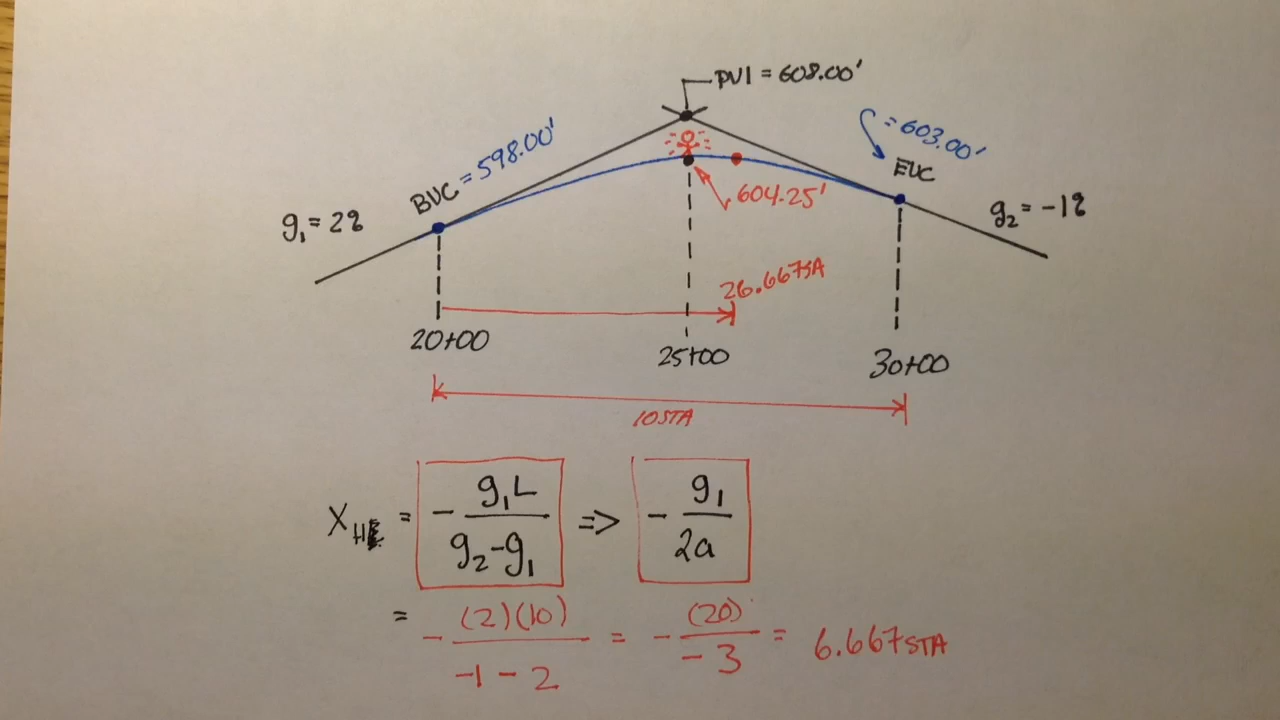 PVI = 608.00'
= 603.00'
BVC = 598.00'
EVC
g₁ = 2%
604.25'
g₂ = -1%
26.667STA
20+00
25+00
30+00
10STA
X = - g₁L / g₂-g₁ => - g₁ / 2a
= - (2)(10) / -1 - 2 = - (20) / -3 = 6.667STA